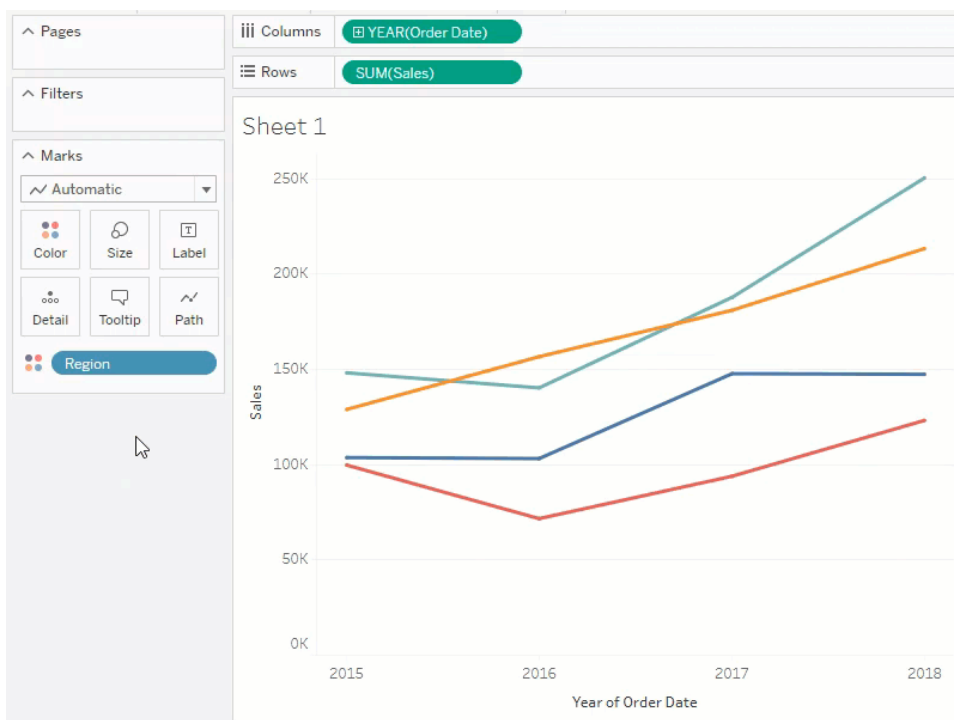 Pages
Columns
YEAR(Order Date)
Rows
SUM(Sales)
Filters
Marks
Automatic
Color
Size
Label
Detail
Tooltip
Path
Region
Sheet 1
250K
200K
150K
100K
50K
0K
Sales
2015
2016
2017
2018
Year of Order Date